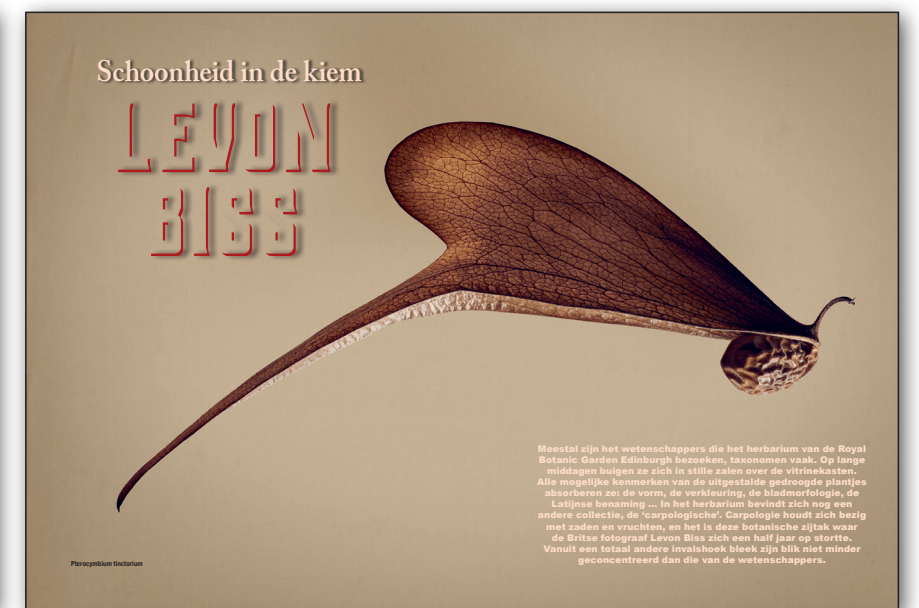 Schoonheid in de kiem
LEVON
BISS
Meestal zijn het wetenschappers die het herbarium van de Royal
Botanic Garden Edinburgh bezoeken, taxonomen vaak. Op lange
middagen buigen ze zich in stille zalen over de vitrinekasten.
Alle mogelijke kenmerken van de uitgestalde gedroogde plantjes
absorberen ze: de vorm, de verkleuring, de bladmorfologie, de
Latijnse benaming ... In het herbarium bevindt zich nog een
andere collectie, de ‘carpologische’. Carpologie houdt zich bezig
met zaden en vruchten, en het is deze botanische zijtak waar
de Britse fotograaf Levon Biss zich een half jaar op stortte.
Vanuit een totaal andere invalshoek bleek zijn blik niet minder
geconcentreerd dan die van de wetenschappers.
Pterocymbium tinctorium